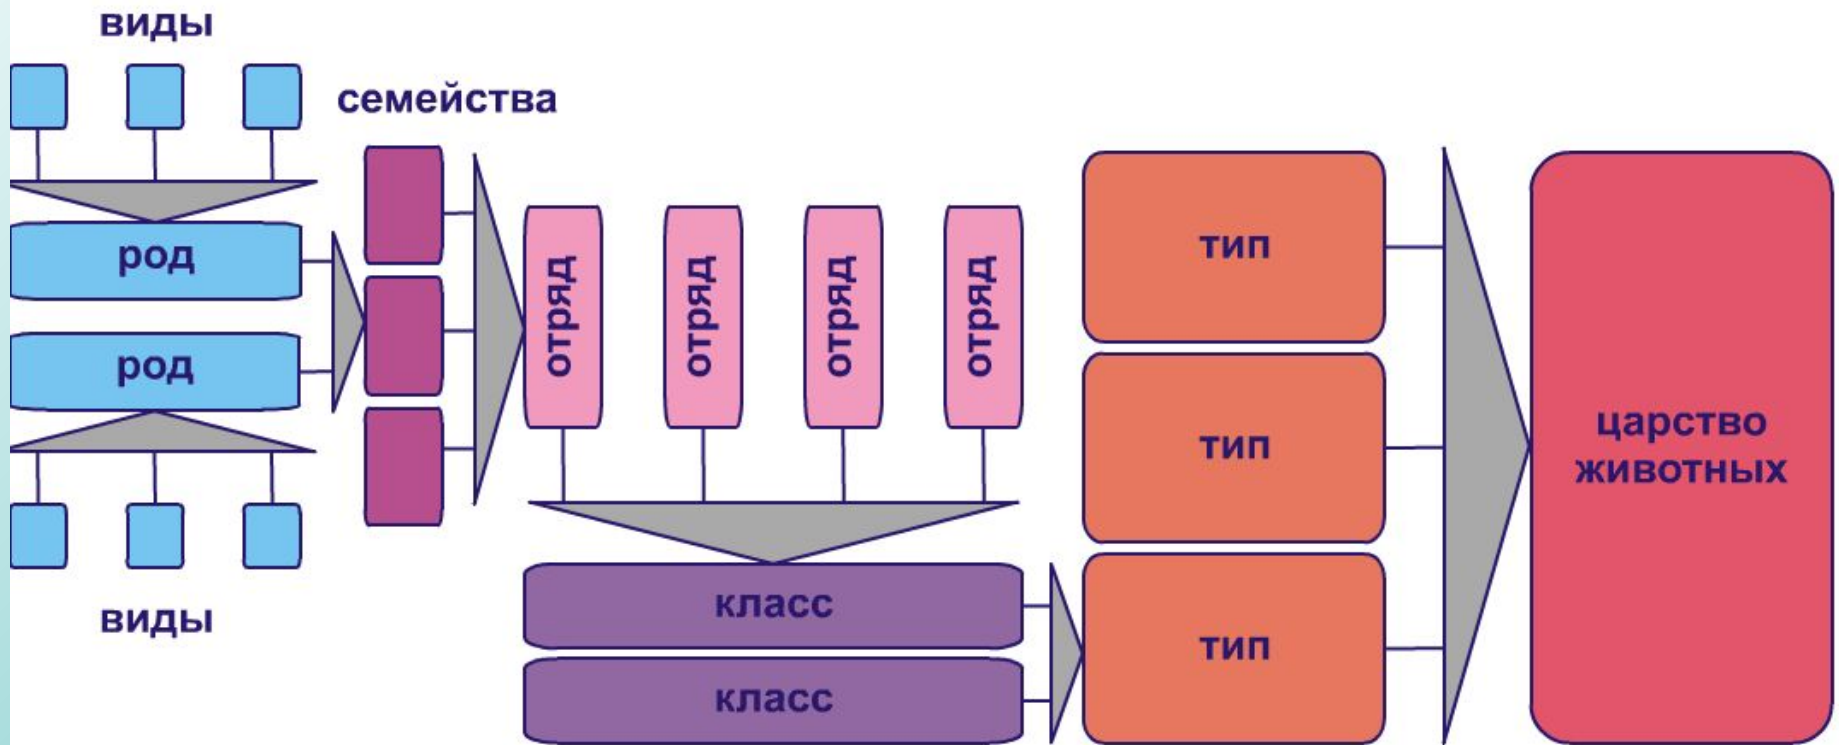 виды
семейства
род
род
виды
отряд
отряд
отряд
отряд
класс
класс
тип
тип
тип
царство
животных